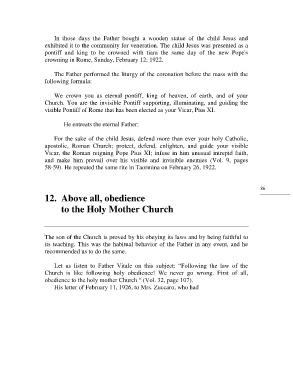 In those days the Father bought a wooden statue of the child Jesus and
exhibited it to the community for veneration. The child Jesus was presented as a
pontiff and king to be crowned with tiara the same day of the new Pope's
crowning in Rome, Sunday, February 12, 1922.
The Father performed the liturgy of the coronation before the mass with the
following formula:
We crown you as eternal pontiff, king of heaven, of earth, and of your
Church. You are the invisible Pontiff supporting, illuminating, and guiding the
visible Pontiff of Rome that has been elected as your Vicar, Pius XI.
He entreats the eternal Father:
For the sake of the child Jesus, defend more than ever your holy Catholic,
apostolic, Roman Church; protect, defend, enlighten, and guide your visible
Vicar, the Roman reigning Pope Pius XI; infuse in him unusual intrepid faith,
and make him prevail over his visible and invisible enemies (Vol. 9, pages
58-59). He repeated the same rite in Taormina on February 26, 1922.
86
12. Above all, obedience
to the Holy Mother Church
The son of the Church is proved by his obeying its laws and by being faithful to
its teaching. This was the habitual behavior of the Father in any event, and he
recommended us to do the same.
Let us listen to Father Vitale on this subject: "Following the law of the
Church is like following holy obedience! We never go wrong. First of all,
obedience to the holy mother Church " (Vol. 32, page 107).
His letter of February 11, 1926, to Mrs. Zuccaro, who had